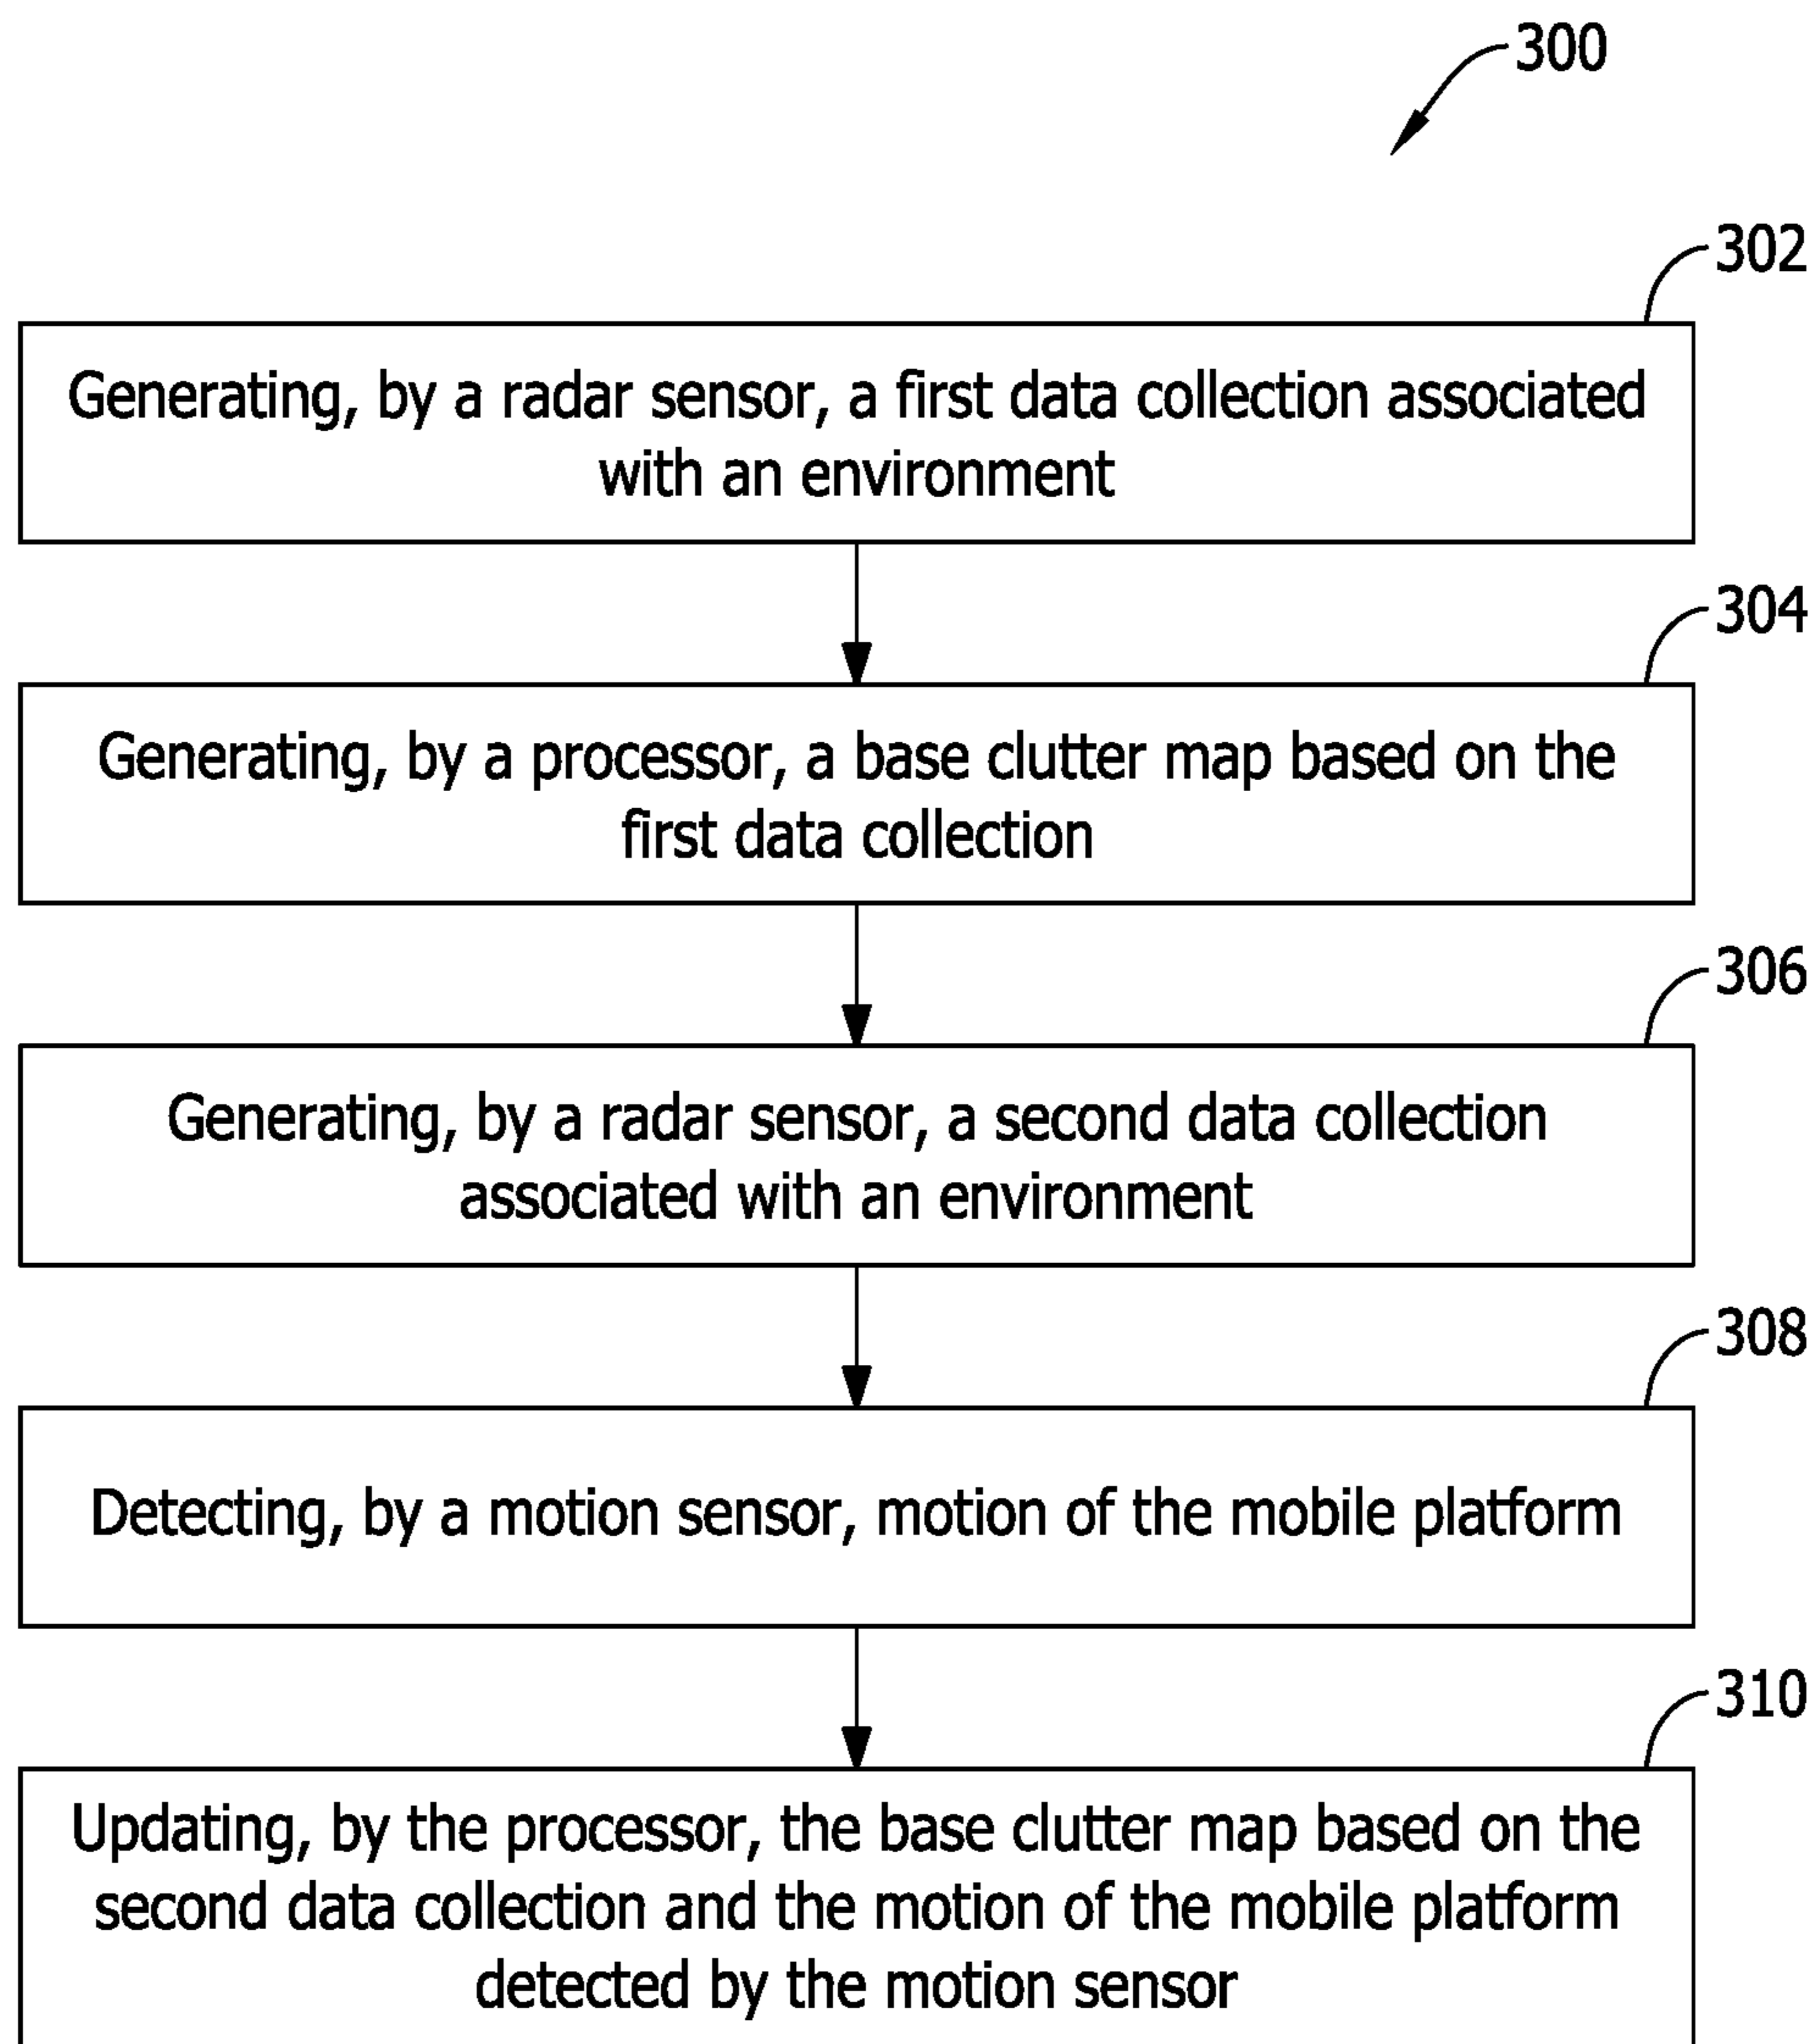 300
302
Generating, by a radar sensor, a first data collection associated
with an environment
304
Generating, by a processor, a base clutter map based on the
first data collection
306
Generating, by a radar sensor, a second data collection
associated with an environment
308
Detecting, by a motion sensor, motion of the mobile platform
310
Updating, by the processor, the base clutter map based on the
second data collection and the motion of the mobile platform
detected by the motion sensor